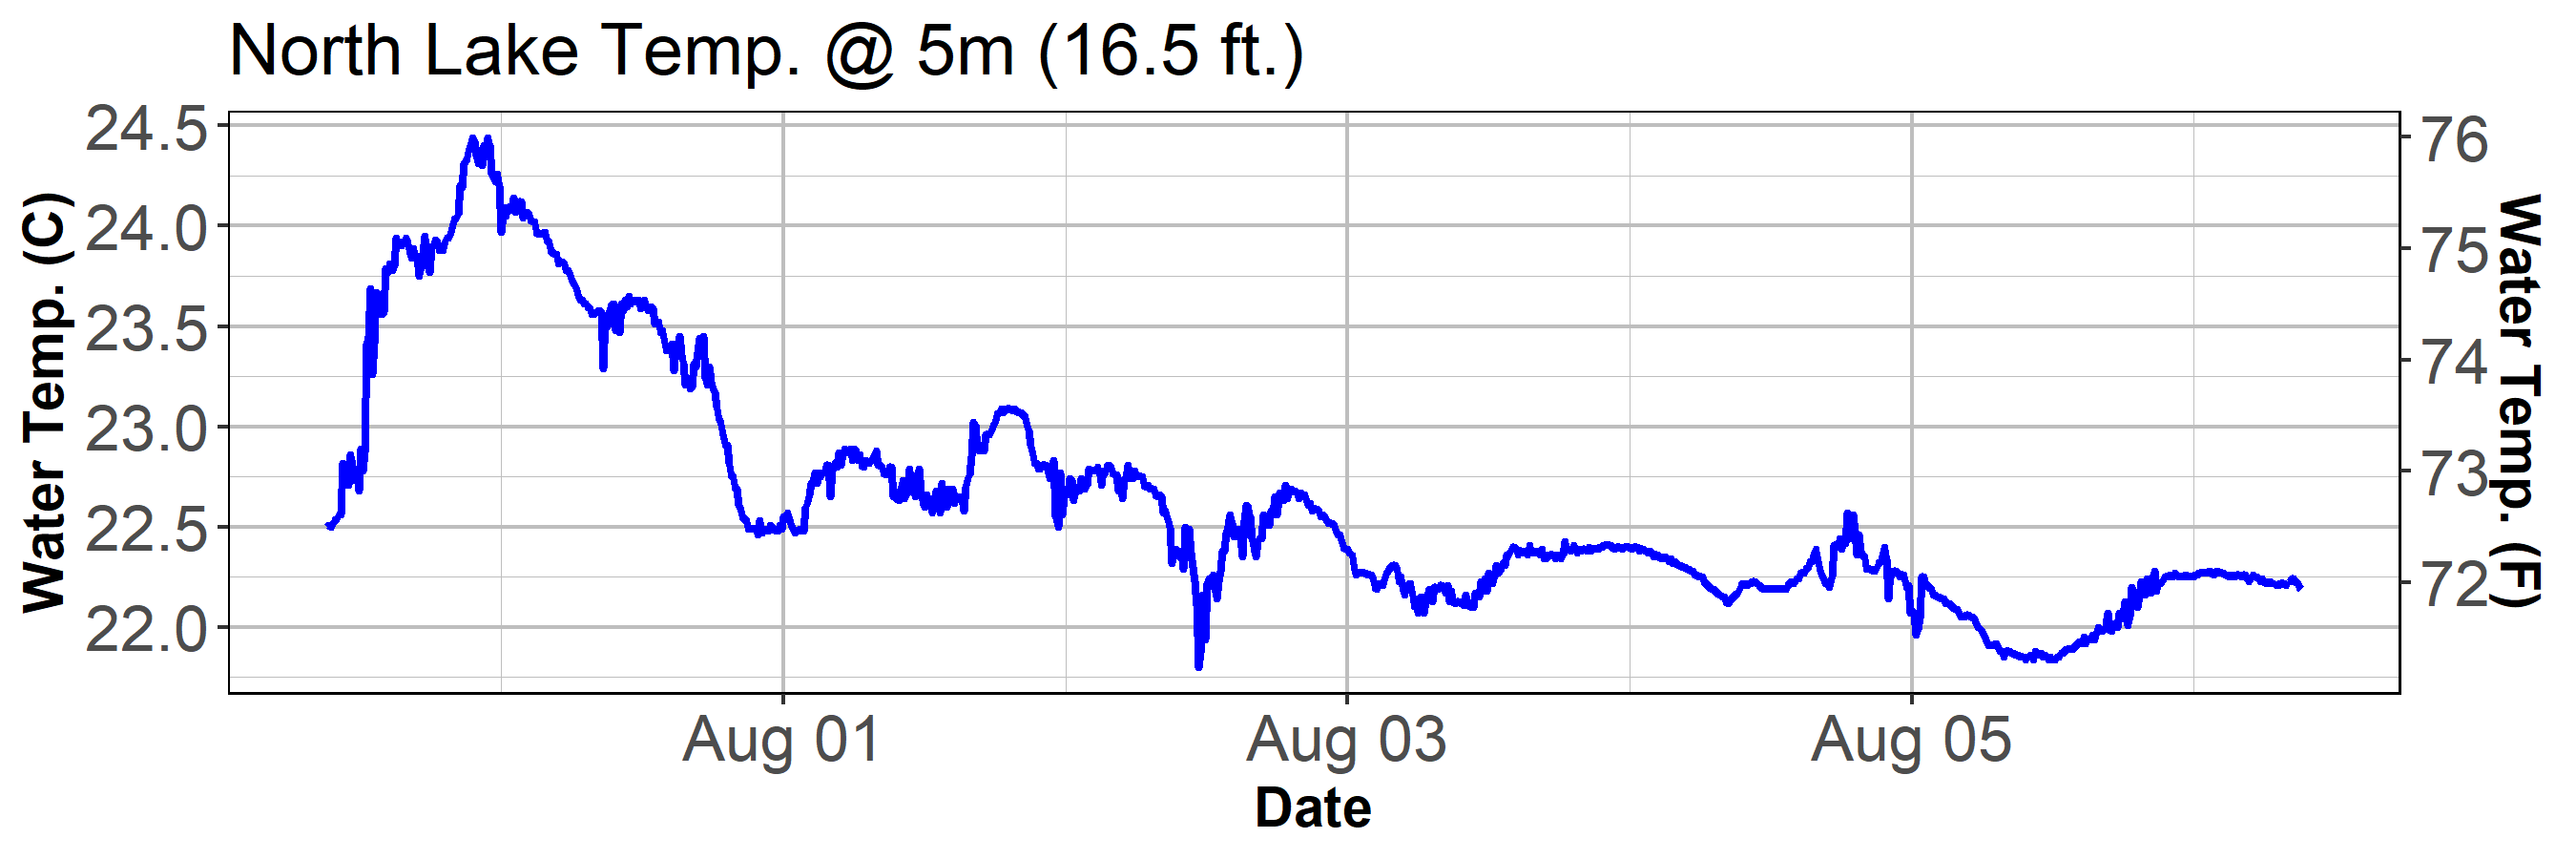 North Lake Temp. @ 5m (16.5 ft.)
Water Temp. (C)
24.5
24.0
23.5
23.0
22.5
22.0
76
75
74
73
72
Water Temp. (F)
Aug 01 Aug 03 Aug 05
Date